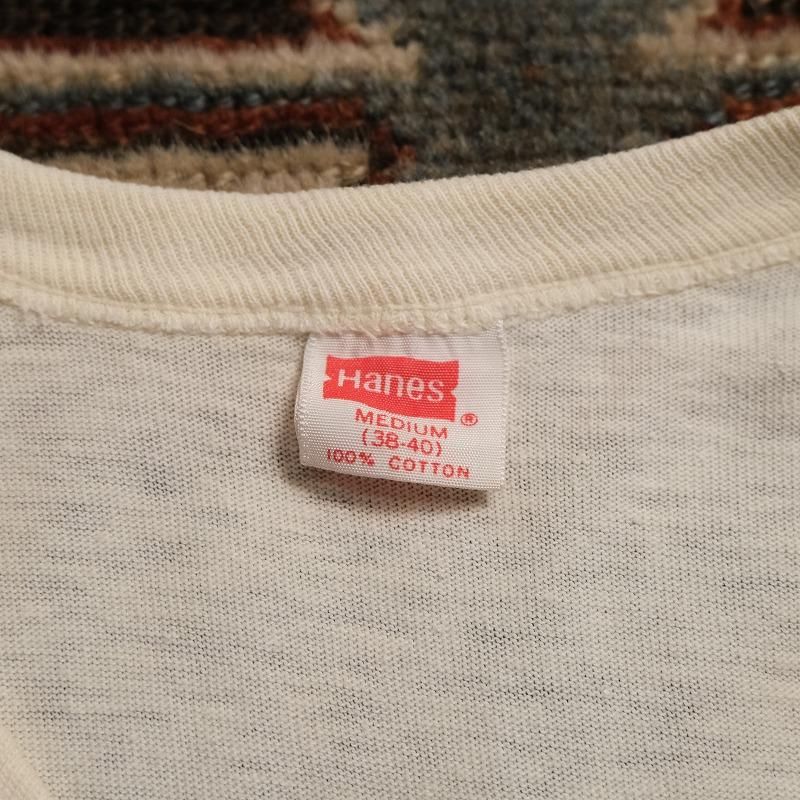 Hanes
®
MEDIUM
(38-40)
100% COTTON